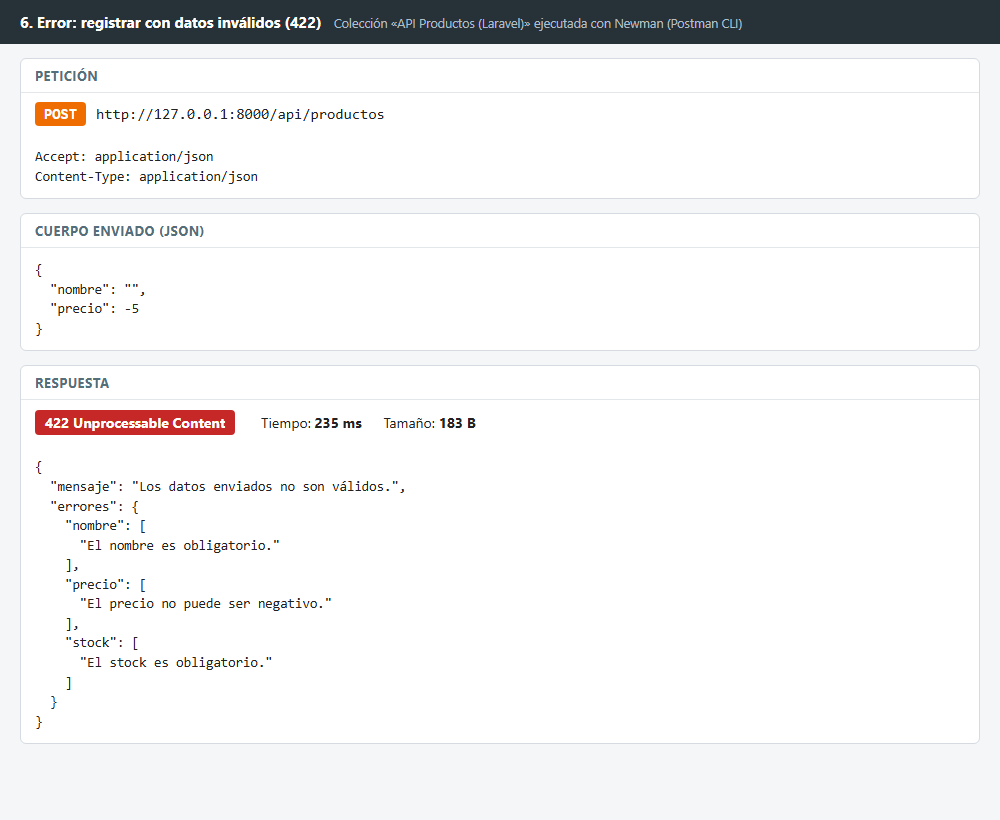 6. Error: registrar con datos inválidos (422) Colección «API Productos (Laravel)» ejecutada con Newman (Postman CLI)
PETICIÓN
POST http://127.0.0.1:8000/api/productos
Accept: application/json
Content-Type: application/json
CUERPO ENVIADO (JSON)
{
  "nombre": "",
  "precio": -5
}
RESPUESTA
422 Unprocessable Content Tiempo: 235 ms Tamaño: 183 B
{
  "mensaje": "Los datos enviados no son válidos.",
  "errores": {
    "nombre": [
      "El nombre es obligatorio."
    ],
    "precio": [
      "El precio no puede ser negativo."
    ],
    "stock": [
      "El stock es obligatorio."
    ]
  }
}